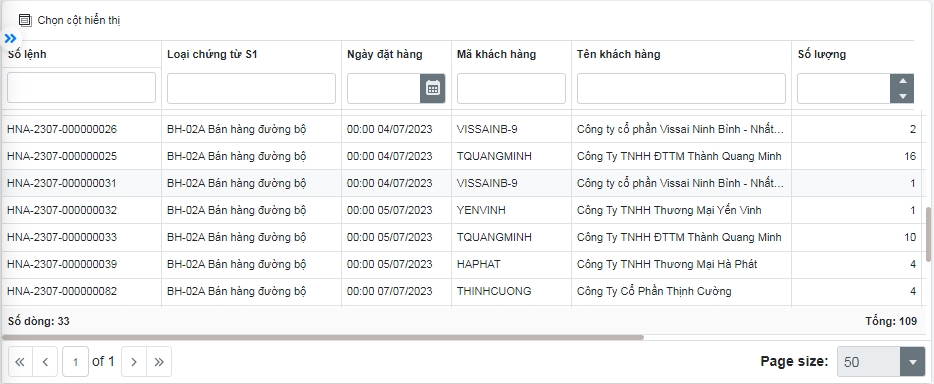 Chọn cột hiển thị
Số lệnh Loại chứng từ S1 Ngày đặt hàng Mã khách hàng Tên khách hàng Số lượng
HNA-2307-000000026 BH-02A Bán hàng đường bộ 00:00 04/07/2023 VISSAINB-9 Công ty cổ phần Vissai Ninh Bình - Nhất... 2
HNA-2307-000000025 BH-02A Bán hàng đường bộ 00:00 04/07/2023 TQUANGMINH Công Ty TNHH ĐTTM Thành Quang Minh 16
HNA-2307-000000031 BH-02A Bán hàng đường bộ 00:00 04/07/2023 VISSAINB-9 Công ty cổ phần Vissai Ninh Bình - Nhất... 1
HNA-2307-000000032 BH-02A Bán hàng đường bộ 00:00 05/07/2023 YENVINH Công Ty TNHH Thương Mại Yến Vinh 1
HNA-2307-000000033 BH-02A Bán hàng đường bộ 00:00 05/07/2023 TQUANGMINH Công Ty TNHH ĐTTM Thành Quang Minh 10
HNA-2307-000000039 BH-02A Bán hàng đường bộ 00:00 05/07/2023 HAPHAT Công Ty TNHH Thương Mại Hà Phát 4
HNA-2307-000000082 BH-02A Bán hàng đường bộ 00:00 07/07/2023 THINHCUONG Công Ty Cổ Phần Thịnh Cường 4
Số dòng: 33 Tổng: 109
1 of 1 Page size: 50